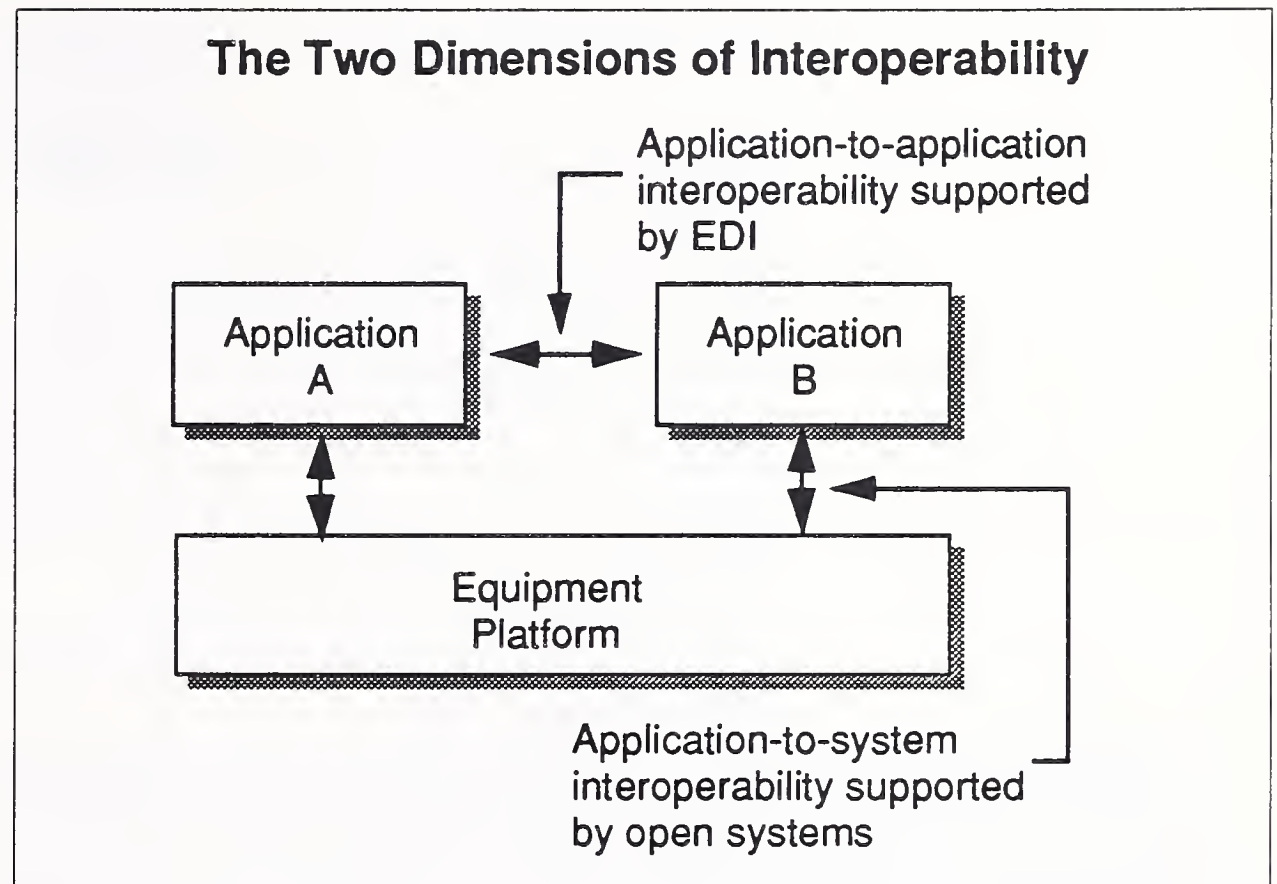 The Two Dimensions of Interoperability
Application-to-application
interoperability supported
by EDI
Application
A
Application
B
Equipment
Platform
Application-to-system
interoperability supported
by open systems